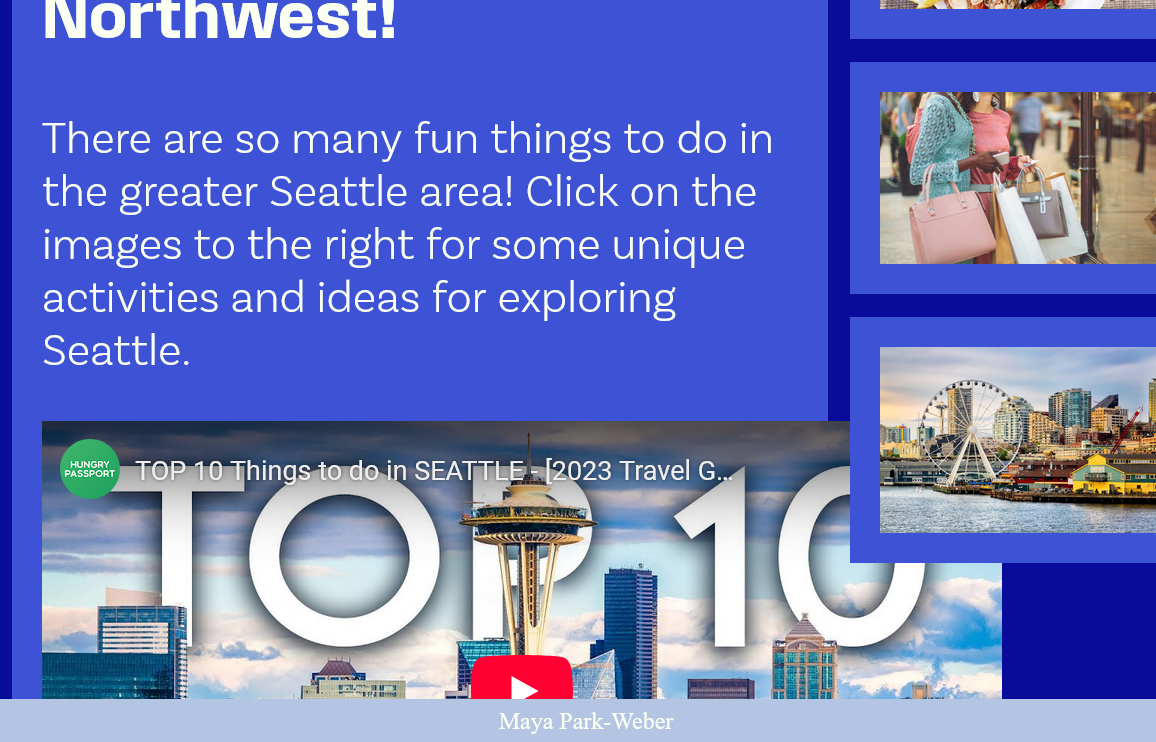 Northwest!
There are so many fun things to do in
the greater Seattle area! Click on the
images to the right for some unique
activities and ideas for exploring
Seattle.
HUNGRY
PASSPORT
TOP 10 Things to do in SEATTLE - [2023 Travel G...
TOP 10
Maya Park-Weber